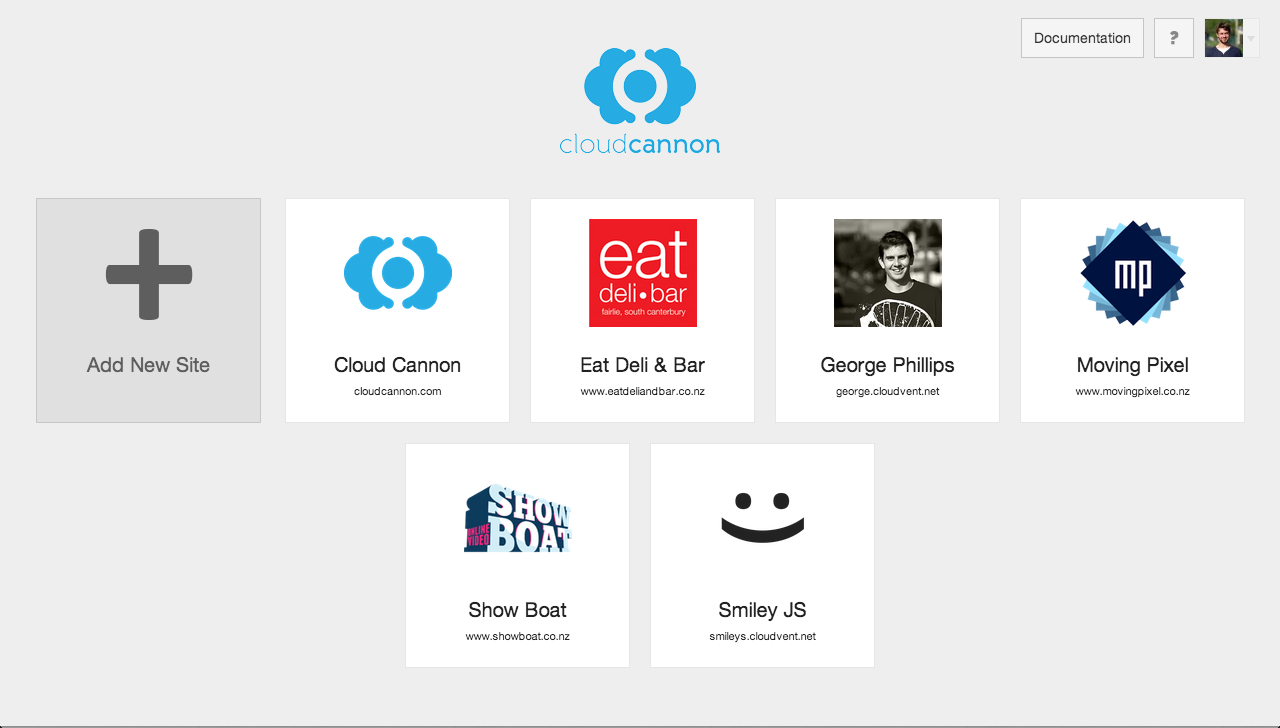 Documentation
?
cloudcannon
Add New Site
Cloud Cannon
cloudcannon.com
eat
deli•bar
fairlie, south canterbury
Eat Deli & Bar
www.eatdeliandbar.co.nz
George Phillips
george.cloudvent.net
mp
Moving Pixel
www.movingpixel.co.nz
SHOW
BOAT
ONLINE
VIDEO
Show Boat
www.showboat.co.nz
Smiley JS
smileys.cloudvent.net